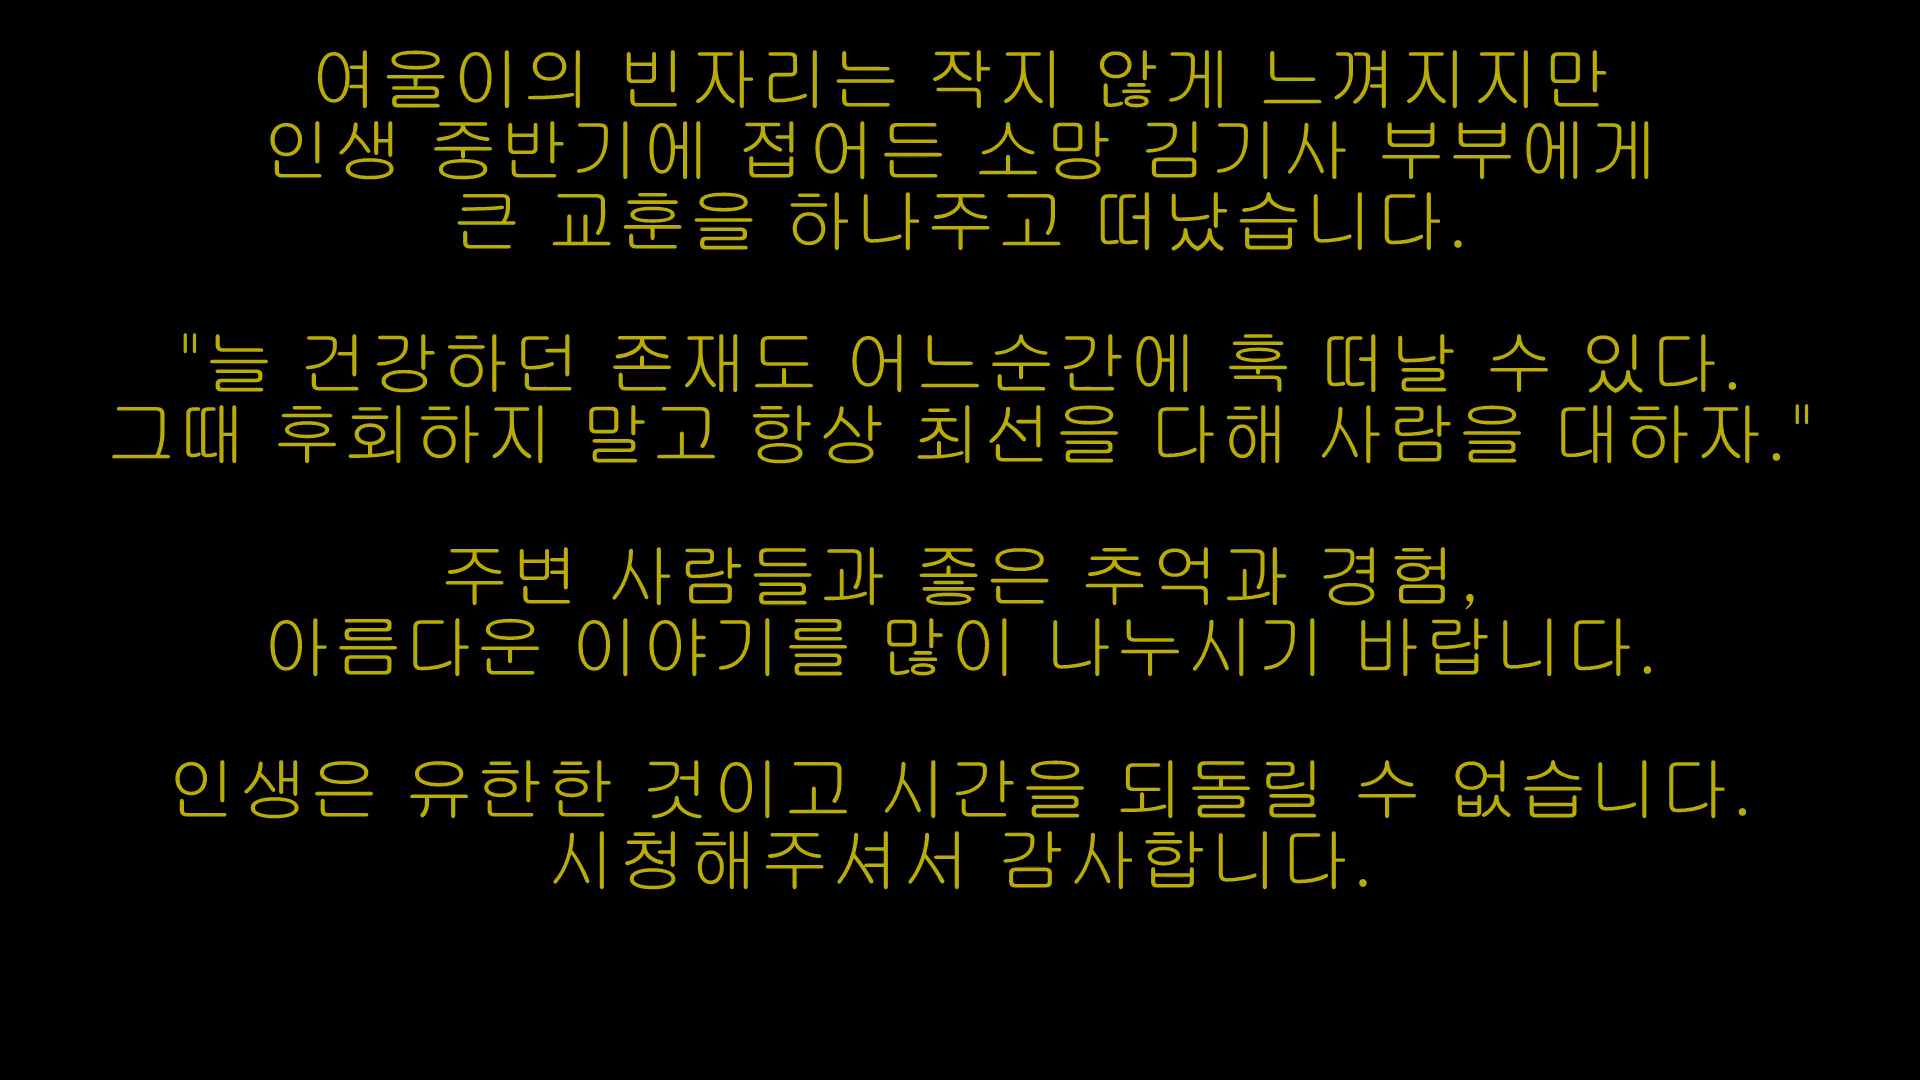 여울이의 빈자리는 작지 않게 느껴지지만
인생 중반기에 접어든 소망 김기사 부부에게
큰 교훈을 하나주고 떠났습니다.
"늘 건강하던 존재도 어느순간에 훅 떠날 수 있다.
그때 후회하지 말고 항상 최선을 다해 사람을 대하자."
주변 사람들과 좋은 추억과 경험,
아름다운 이야기를 많이 나누시기 바랍니다.
인생은 유한한 것이고 시간을 되돌릴 수 없습니다.
시청해주셔서 감사합니다.